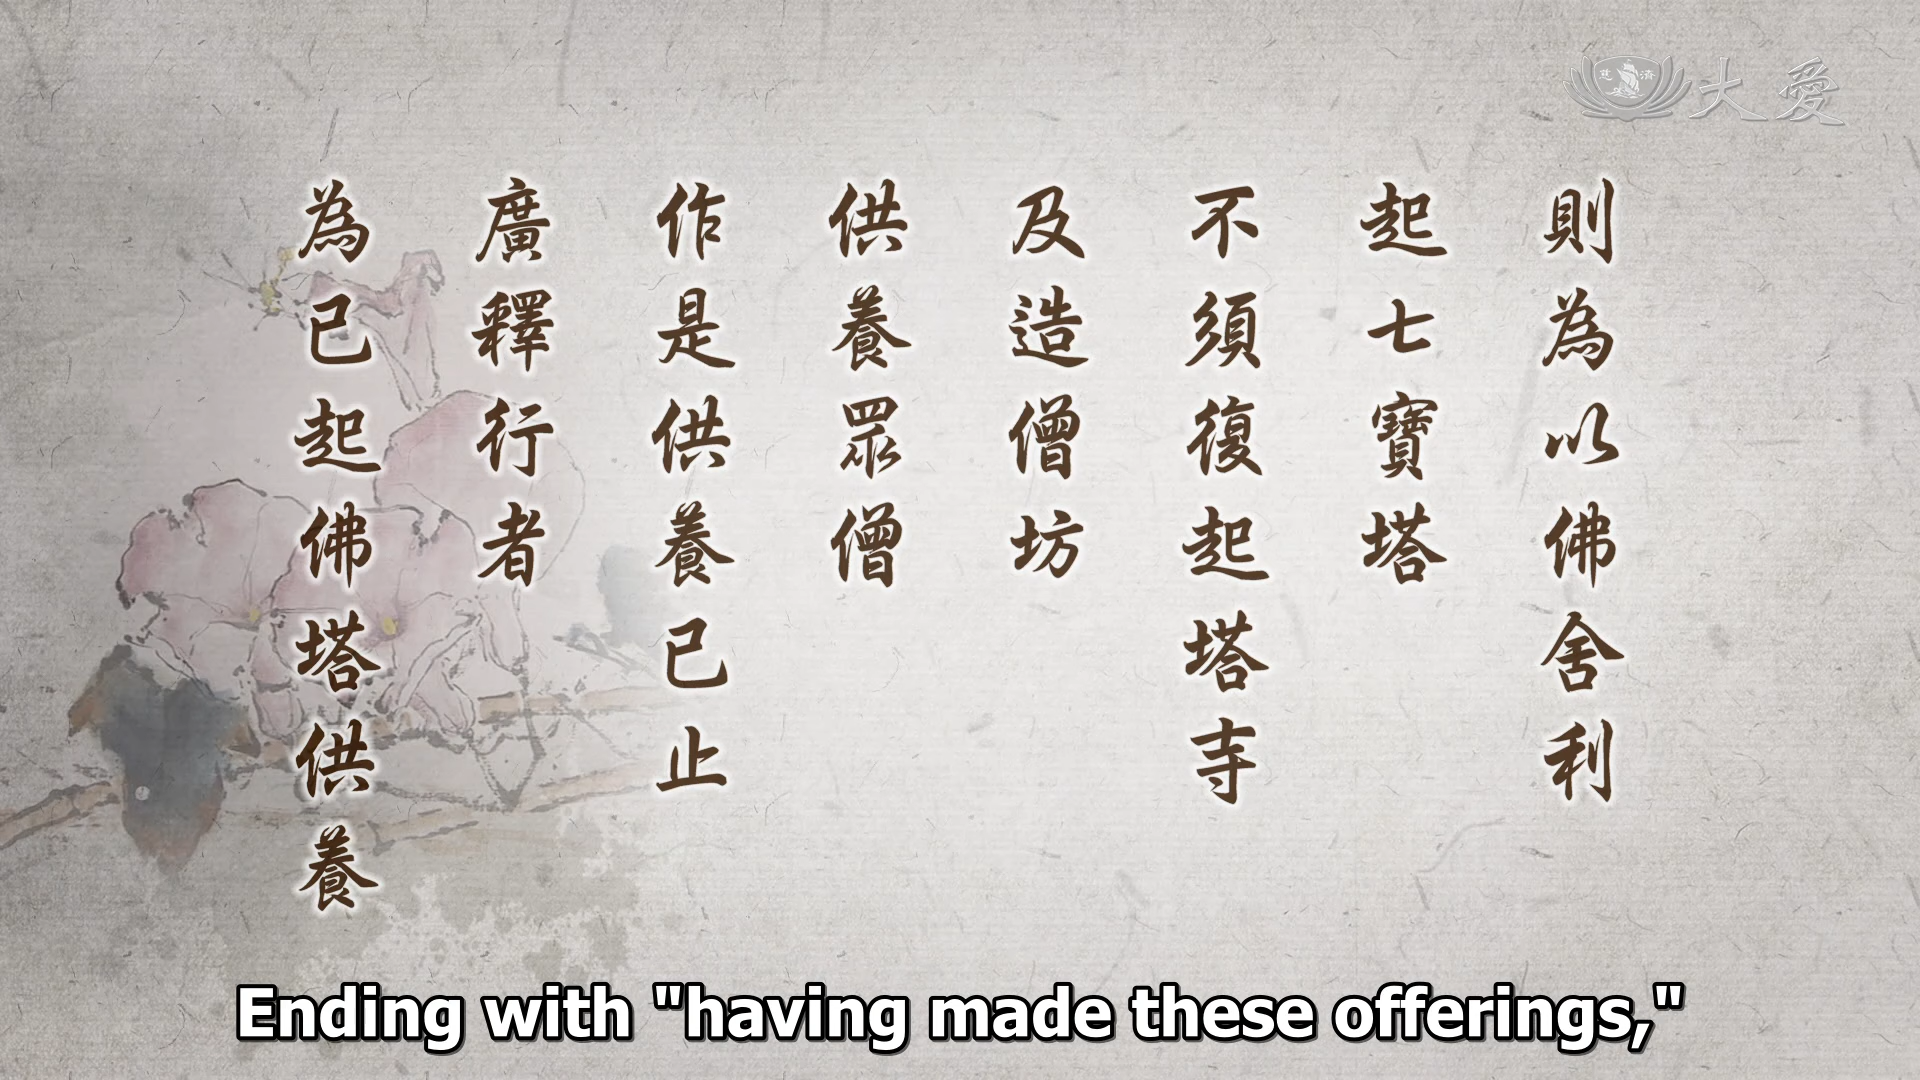 慈濟
大愛
則為以佛舍利
起七寶塔
不須復起塔寺
及造僧坊
供養眾僧
作是供養已止
廣釋行者
為已起佛塔供養
Ending with "having made these offerings,"